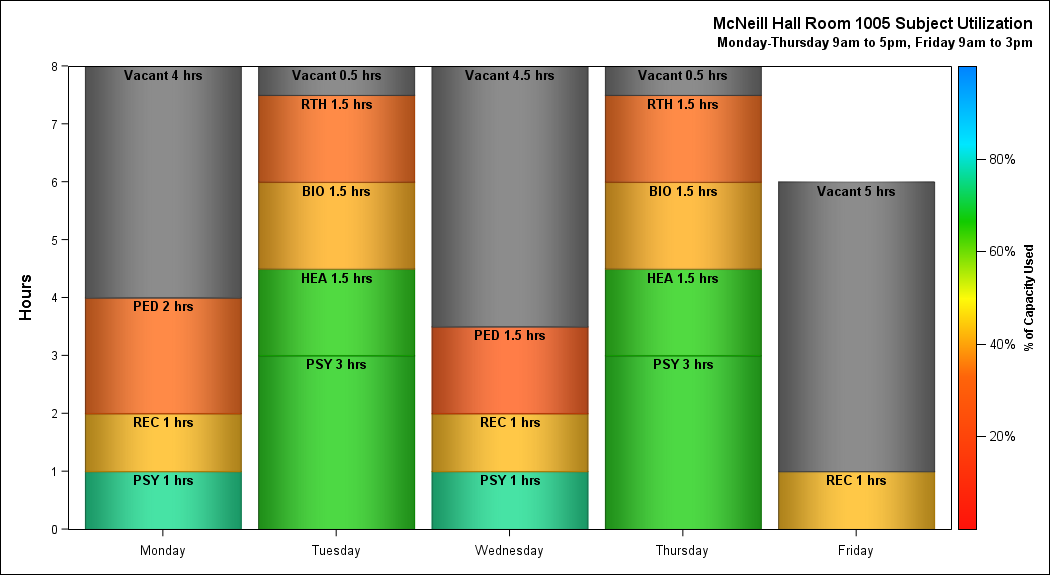 McNeill Hall Room 1005 Subject Utilization
Monday-Thursday 9am to 5pm, Friday 9am to 3pm
Hours
8
7
6
5
4
3
2
1
0
Vacant 4 hrs
PED 2 hrs
REC 1 hrs
PSY 1 hrs
Vacant 0.5 hrs
RTH 1.5 hrs
BIO 1.5 hrs
HEA 1.5 hrs
PSY 3 hrs
Vacant 4.5 hrs
PED 1.5 hrs
REC 1 hrs
PSY 1 hrs
Vacant 0.5 hrs
RTH 1.5 hrs
BIO 1.5 hrs
HEA 1.5 hrs
PSY 3 hrs
Vacant 5 hrs
REC 1 hrs
Monday
Tuesday
Wednesday
Thursday
Friday
80%
60%
40%
20%
% of Capacity Used